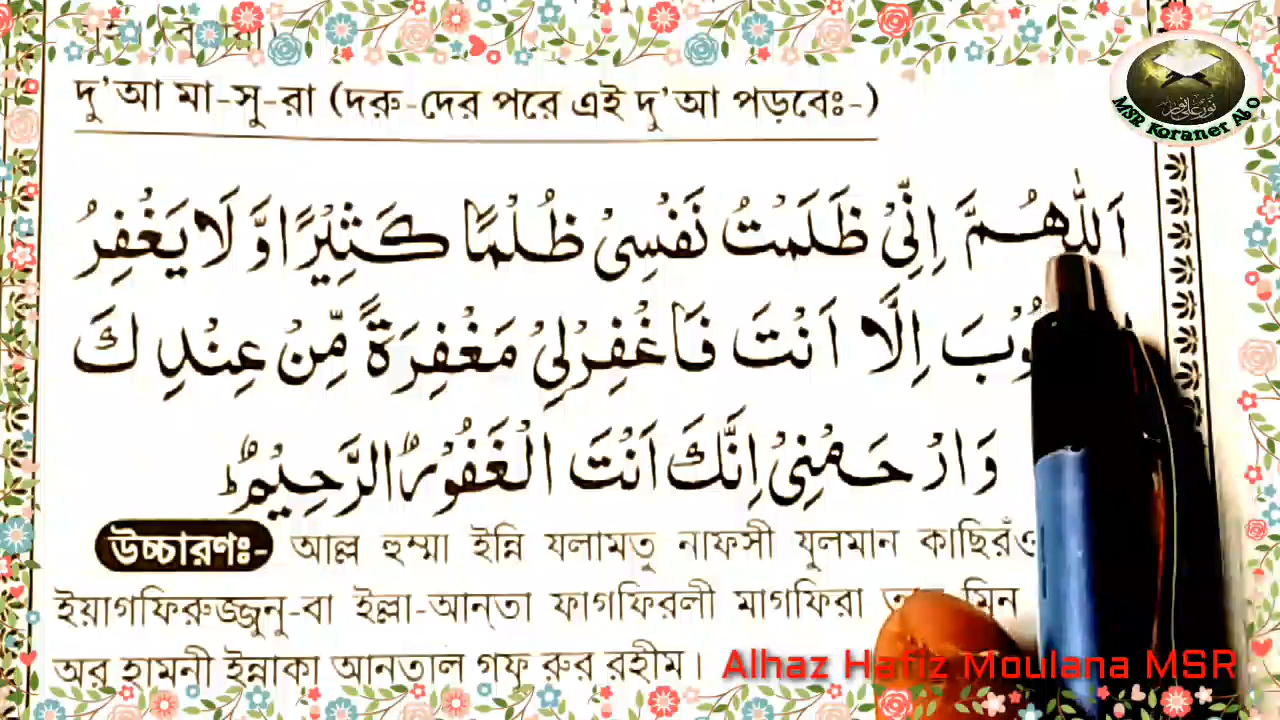 দু'আ মা-সু-রা (দরু-দের পরে এই দু'আ পড়বেঃ-)
MSR Koraner Alo
اَللّٰهُمَّ اِنِّىْ ظَلَمْتُ نَفْسِىْ ظُلْمًا كَثِيْرًا وَّ لَا يَغْفِرُ
اِلَّا اَنْتَ فَاغْفِرْلِىْ مَغْفِرَةً مِّنْ عِنْدِكَ
وَارْ حَمْنِىْ اِنَّكَ اَنْتَ الْغَفُوْرُ الرَّحِيْمُ ط
উচ্চারণঃ- আল্ল হুম্মা ইন্নি যলামতু নাফসী যুলমান কাছিরঁও
ইয়াগফিরুজ্জুনু-বা ইল্লা-আন্তা ফাগফিরলী মাগফিরা মিন
অর হামনী ইন্নাকা আনতাল গফূ রুর রহীম।
Alhaz Hafiz Moulana MSR